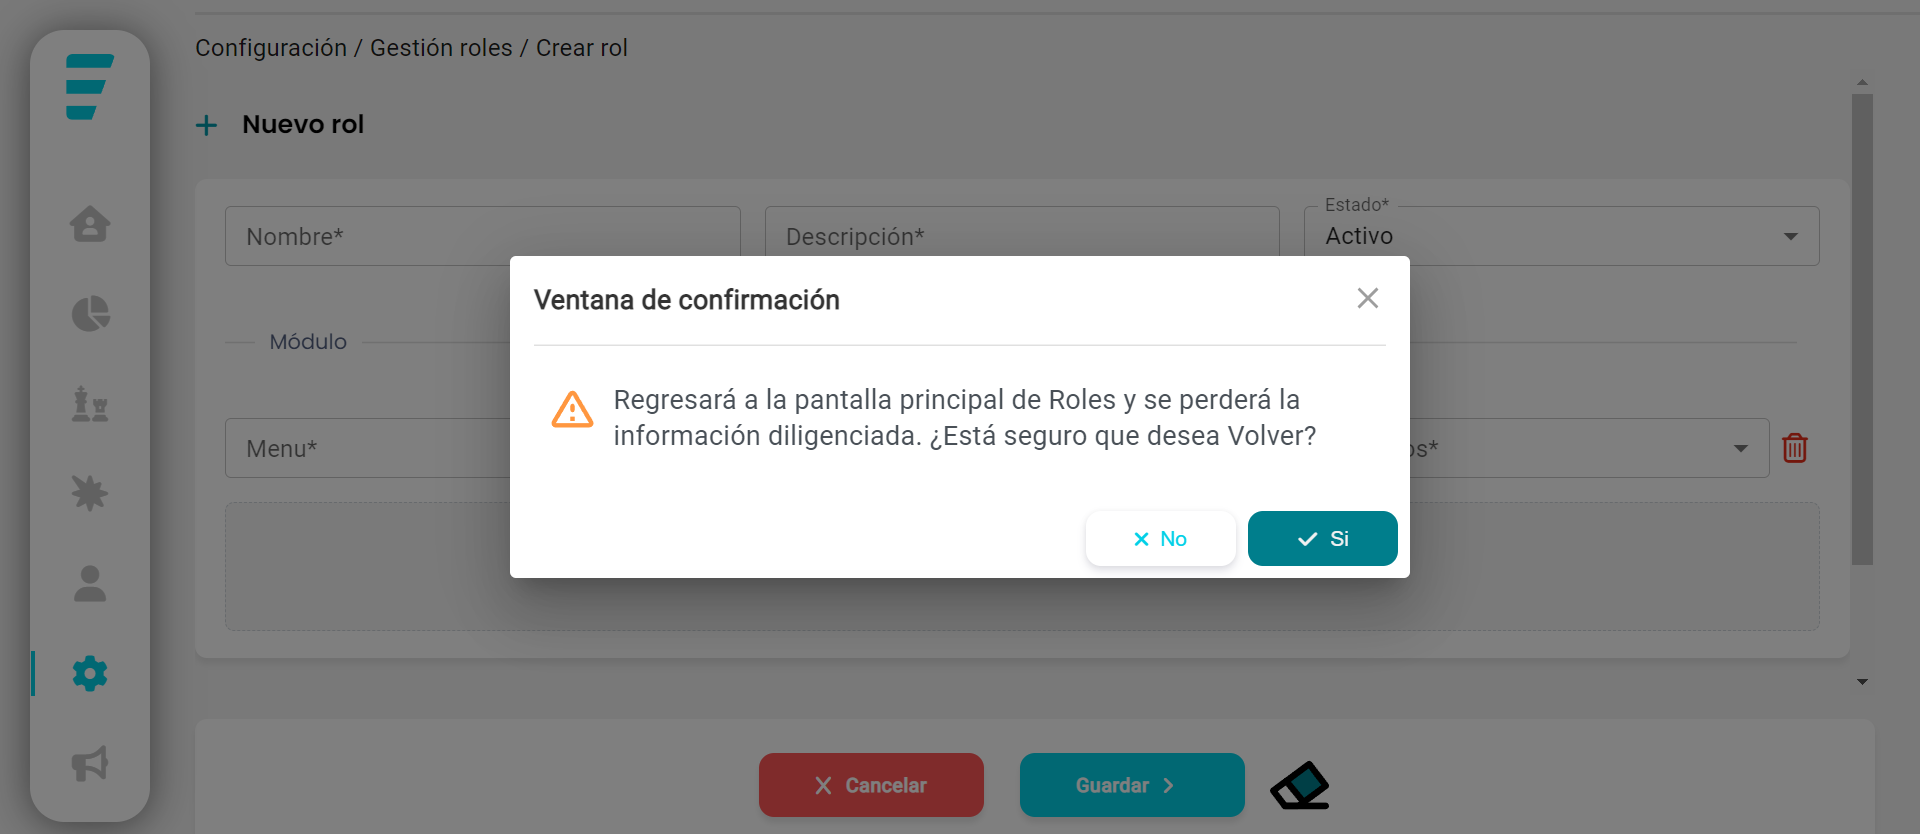 Configuración / Gestión roles / Crear rol
Nuevo rol
Nombre*
Descripción*
Estado*
Activo
Ventana de confirmación
Módulo
Regresará a la pantalla principal de Roles y se perderá la
información diligenciada. ¿Está seguro que desea Volver?
Menu*
No
Si
Cancelar
Guardar